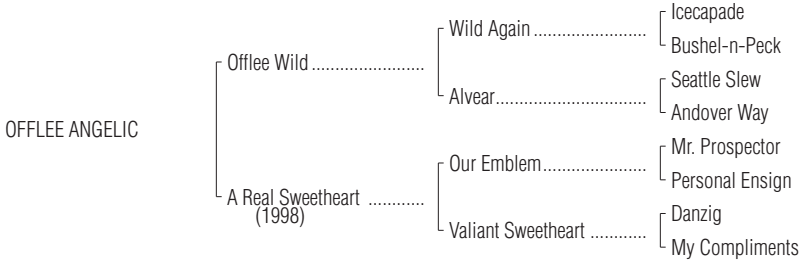 Icecapade
Wild Again ........................
Bushel-n-Peck
Offlee Wild ........................
Seattle Slew
Alvear................................
Andover Way
OFFLEE ANGELIC
Mr. Prospector
Our Emblem......................
Personal Ensign
A Real Sweetheart ............
(1998)
Danzig
Valiant Sweetheart ............
My Compliments